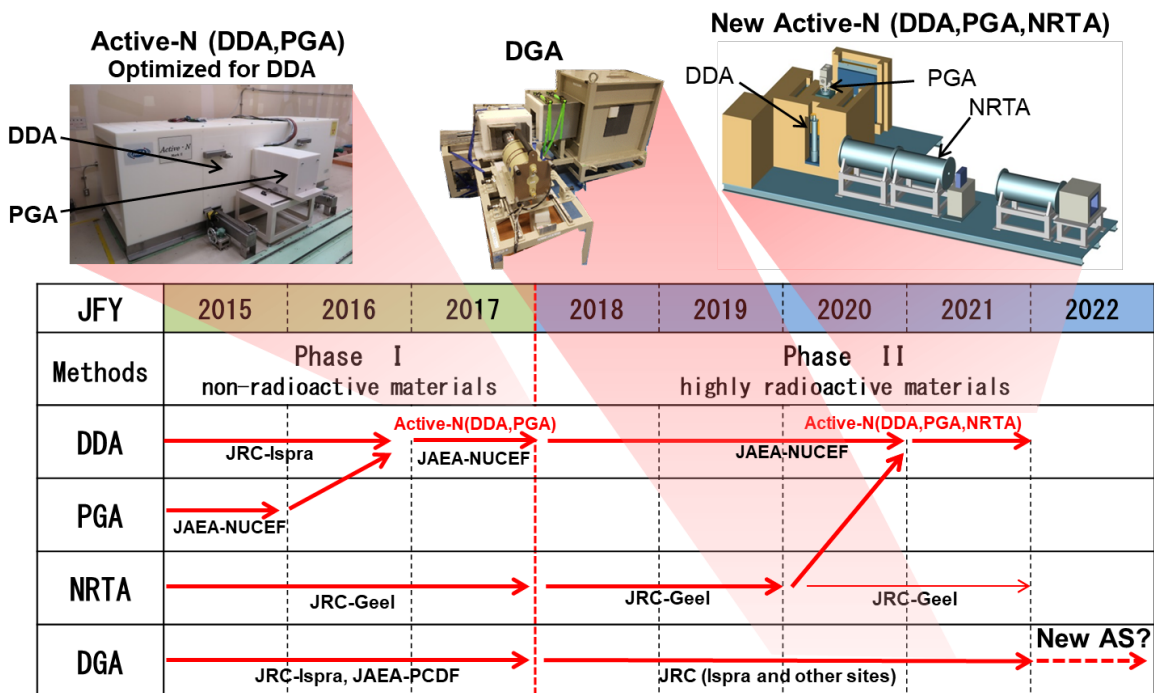 Active-N (DDA,PGA)
Optimized for DDA
DDA
PGA
Active-N
DGA
New Active-N (DDA,PGA,NRTA)
DDA
PGA
NRTA
JFY 2015 2016 2017 2018 2019 2020 2021 2022
Methods
Phase I
non-radioactive materials
Phase II
highly radioactive materials
DDA
JRC-Ispra
Active-N(DDA,PGA)
JAEA-NUCEF
JAEA-NUCEF
Active-N(DDA,PGA,NRTA)
PGA
JAEA-NUCEF
NRTA
JRC-Geel
JRC-Geel
JRC-Geel
DGA
JRC-Ispra, JAEA-PCDF
JRC (Ispra and other sites)
New AS?